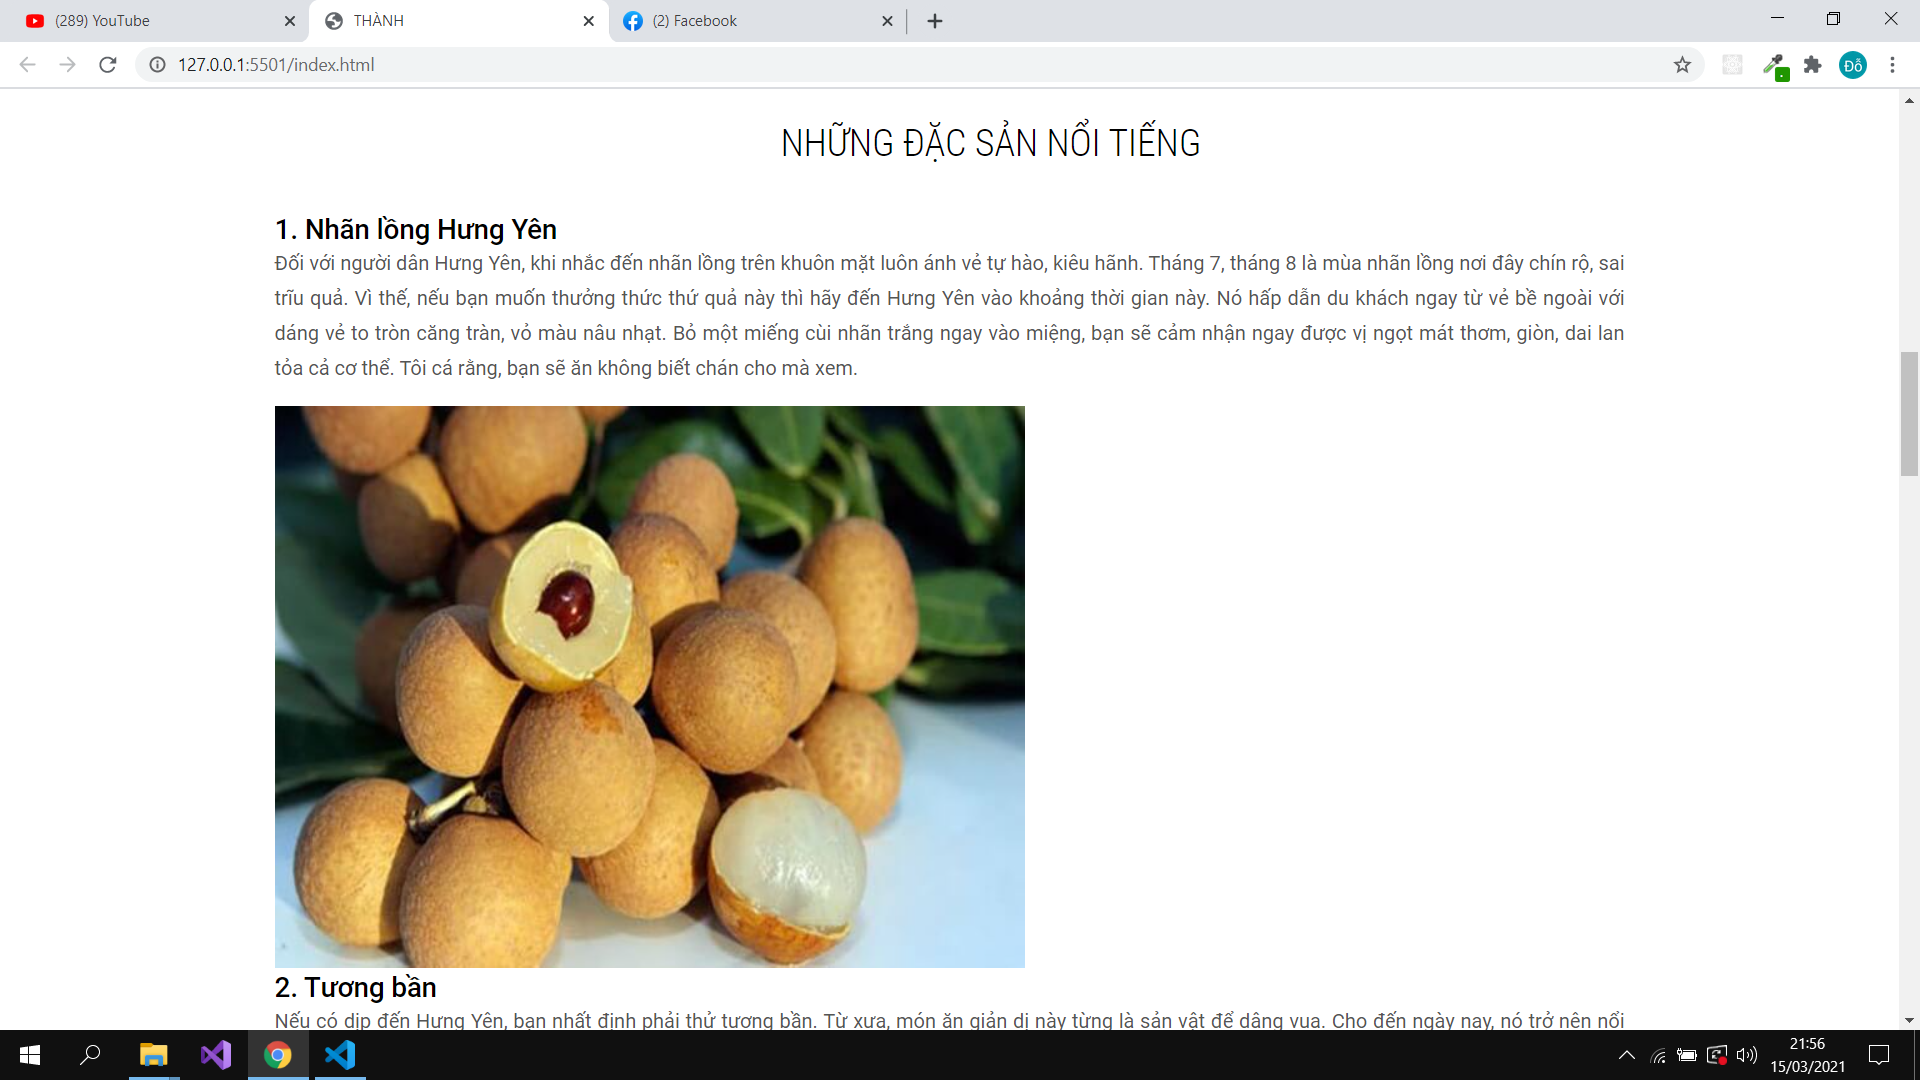 (289) YouTube
THÀNH
(2) Facebook
127.0.0.1:5501/index.html
Đỗ
NHỮNG ĐẶC SẢN NỔI TIẾNG
1. Nhãn lồng Hưng Yên
Đối với người dân Hưng Yên, khi nhắc đến nhãn lồng trên khuôn mặt luôn ánh vẻ tự hào, kiêu hãnh. Tháng 7, tháng 8 là mùa nhãn lồng nơi đây chín rộ, sai
trĩu quả. Vì thế, nếu bạn muốn thưởng thức thứ quả này thì hãy đến Hưng Yên vào khoảng thời gian này. Nó hấp dẫn du khách ngay từ vẻ bề ngoài với
dáng vẻ to tròn căng tràn, vỏ màu nâu nhạt. Bỏ một miếng cùi nhãn trắng ngay vào miệng, bạn sẽ cảm nhận ngay được vị ngọt mát thơm, giòn, dai lan
tỏa cả cơ thể. Tôi cá rằng, bạn sẽ ăn không biết chán cho mà xem.
2. Tương bần
Nếu có dịp đến Hưng Yên, bạn nhất định phải thử tương bần. Từ xưa, món ăn giản dị này từng là sản vật để dâng vua. Cho đến ngày nay, nó trở nên nổi
21:56
15/03/2021